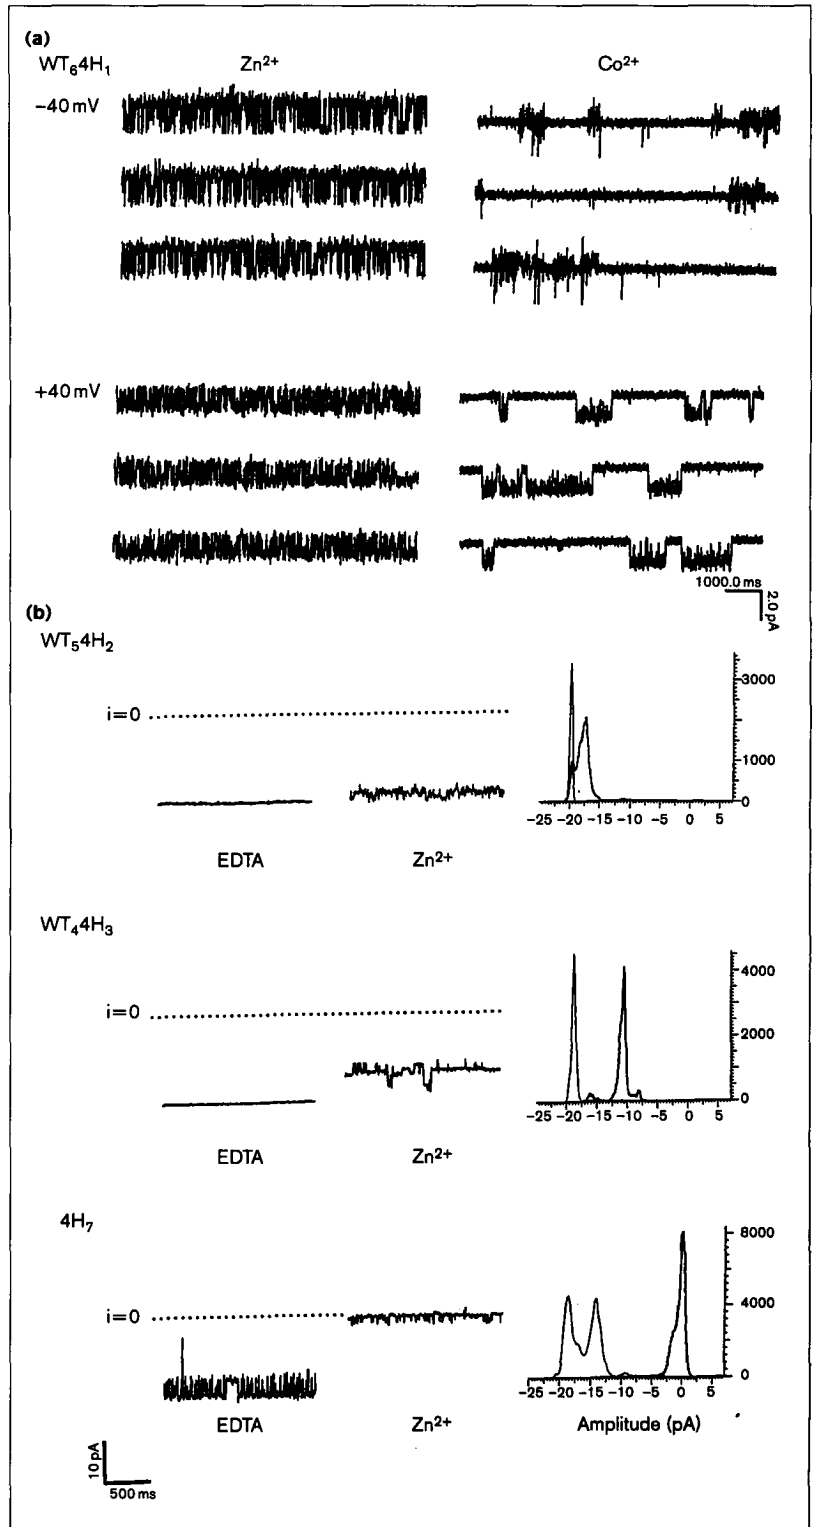 (a)
WT₆4H₁ Zn²⁺ Co²⁺
−40 mV
+40 mV
1000.0 ms
2.0 pA
(b)
WT₅4H₂
i=0
3000
1000
0
−25 −20 −15 −10 −5 0 5
EDTA Zn²⁺
WT₄4H₃
i=0
4000
2000
0
−25 −20 −15 −10 −5 0 5
EDTA Zn²⁺
4H₇
8000
i=0
4000
0
−25 −20 −15 −10 −5 0 5
EDTA Zn²⁺ Amplitude (pA)
10 pA
500 ms